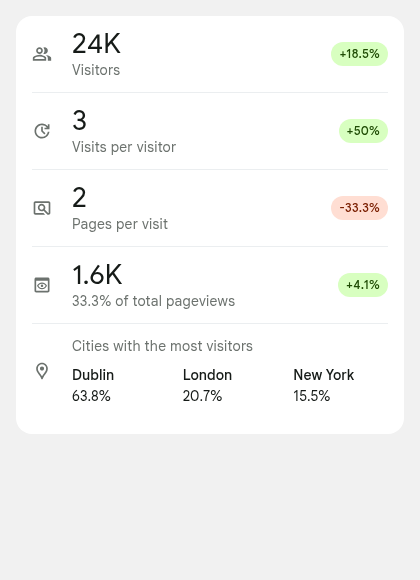 24K
+18.5%
Visitors
3
+50%
Visits per visitor
2
-33.3%
Pages per visit
1.6K
+4.1%
33.3% of total pageviews
Cities with the most visitors
Dublin London New York
63.8% 20.7% 15.5%